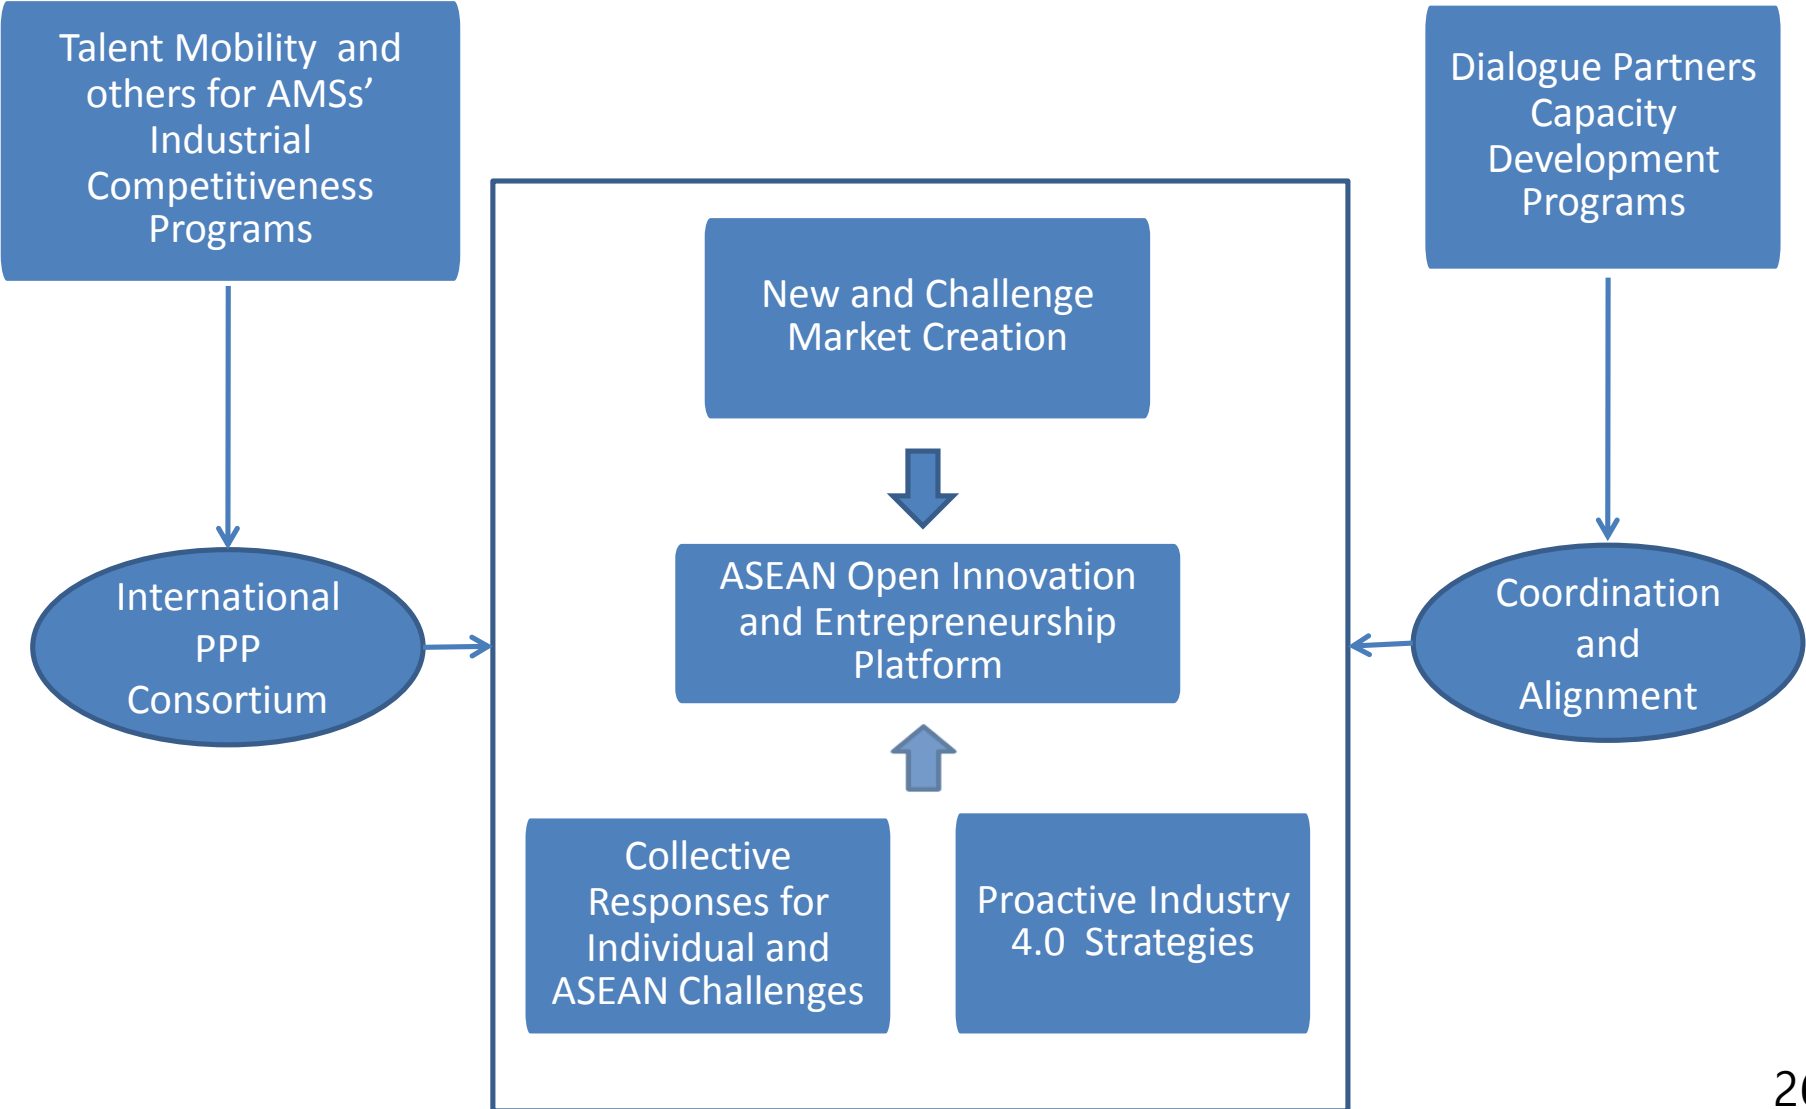 Talent Mobility  and
others for AMSs’
Industrial
Competitiveness
Programs
Dialogue Partners
Capacity
Development
Programs
New and Challenge
Market Creation
International
PPP
Consortium
ASEAN Open Innovation
and Entrepreneurship
Platform
Coordination
and
Alignment
Collective
Responses for
Individual and
ASEAN Challenges
Proactive Industry
4.0  Strategies